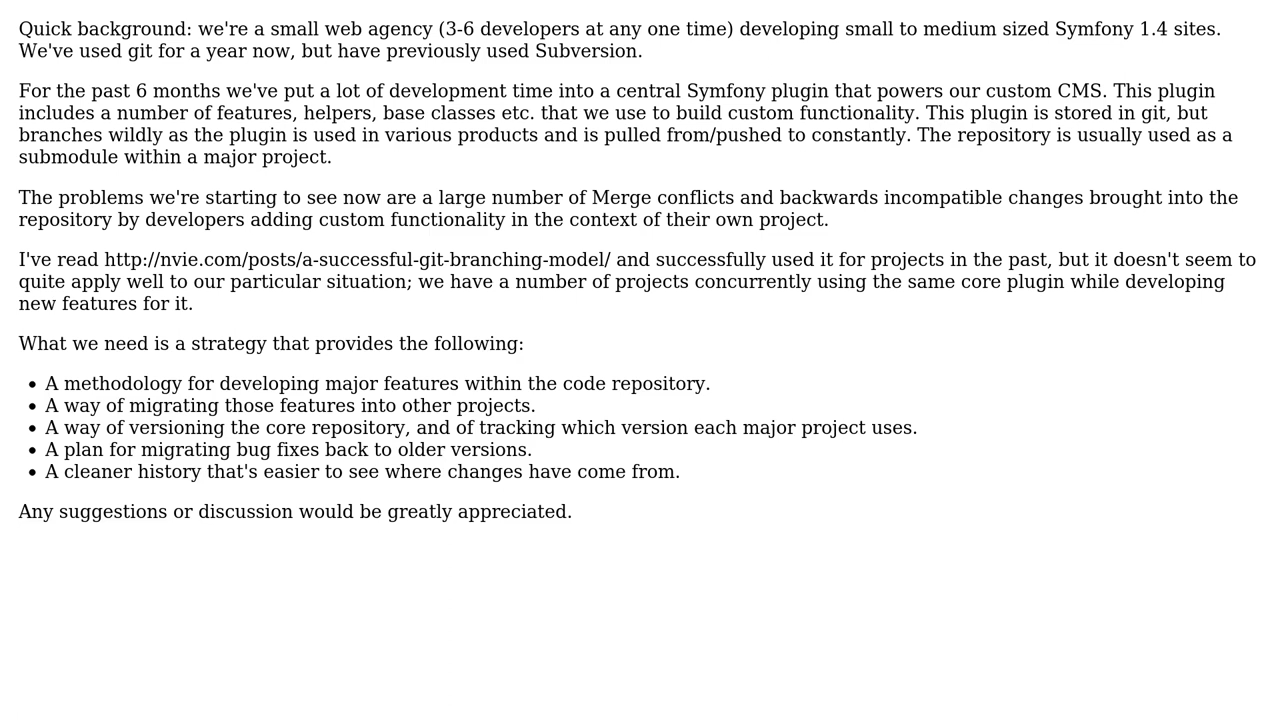 Quick background: we're a small web agency (3-6 developers at any one time) developing small to medium sized Symfony 1.4 sites.
We've used git for a year now, but have previously used Subversion.
For the past 6 months we've put a lot of development time into a central Symfony plugin that powers our custom CMS. This plugin
includes a number of features, helpers, base classes etc. that we use to build custom functionality. This plugin is stored in git, but
branches wildly as the plugin is used in various products and is pulled from/pushed to constantly. The repository is usually used as a
submodule within a major project.
The problems we're starting to see now are a large number of Merge conflicts and backwards incompatible changes brought into the
repository by developers adding custom functionality in the context of their own project.
I've read http://nvie.com/posts/a-successful-git-branching-model/ and successfully used it for projects in the past, but it doesn't seem to
quite apply well to our particular situation; we have a number of projects concurrently using the same core plugin while developing
new features for it.
What we need is a strategy that provides the following:
• A methodology for developing major features within the code repository.
• A way of migrating those features into other projects.
• A way of versioning the core repository, and of tracking which version each major project uses.
• A plan for migrating bug fixes back to older versions.
• A cleaner history that's easier to see where changes have come from.
Any suggestions or discussion would be greatly appreciated.